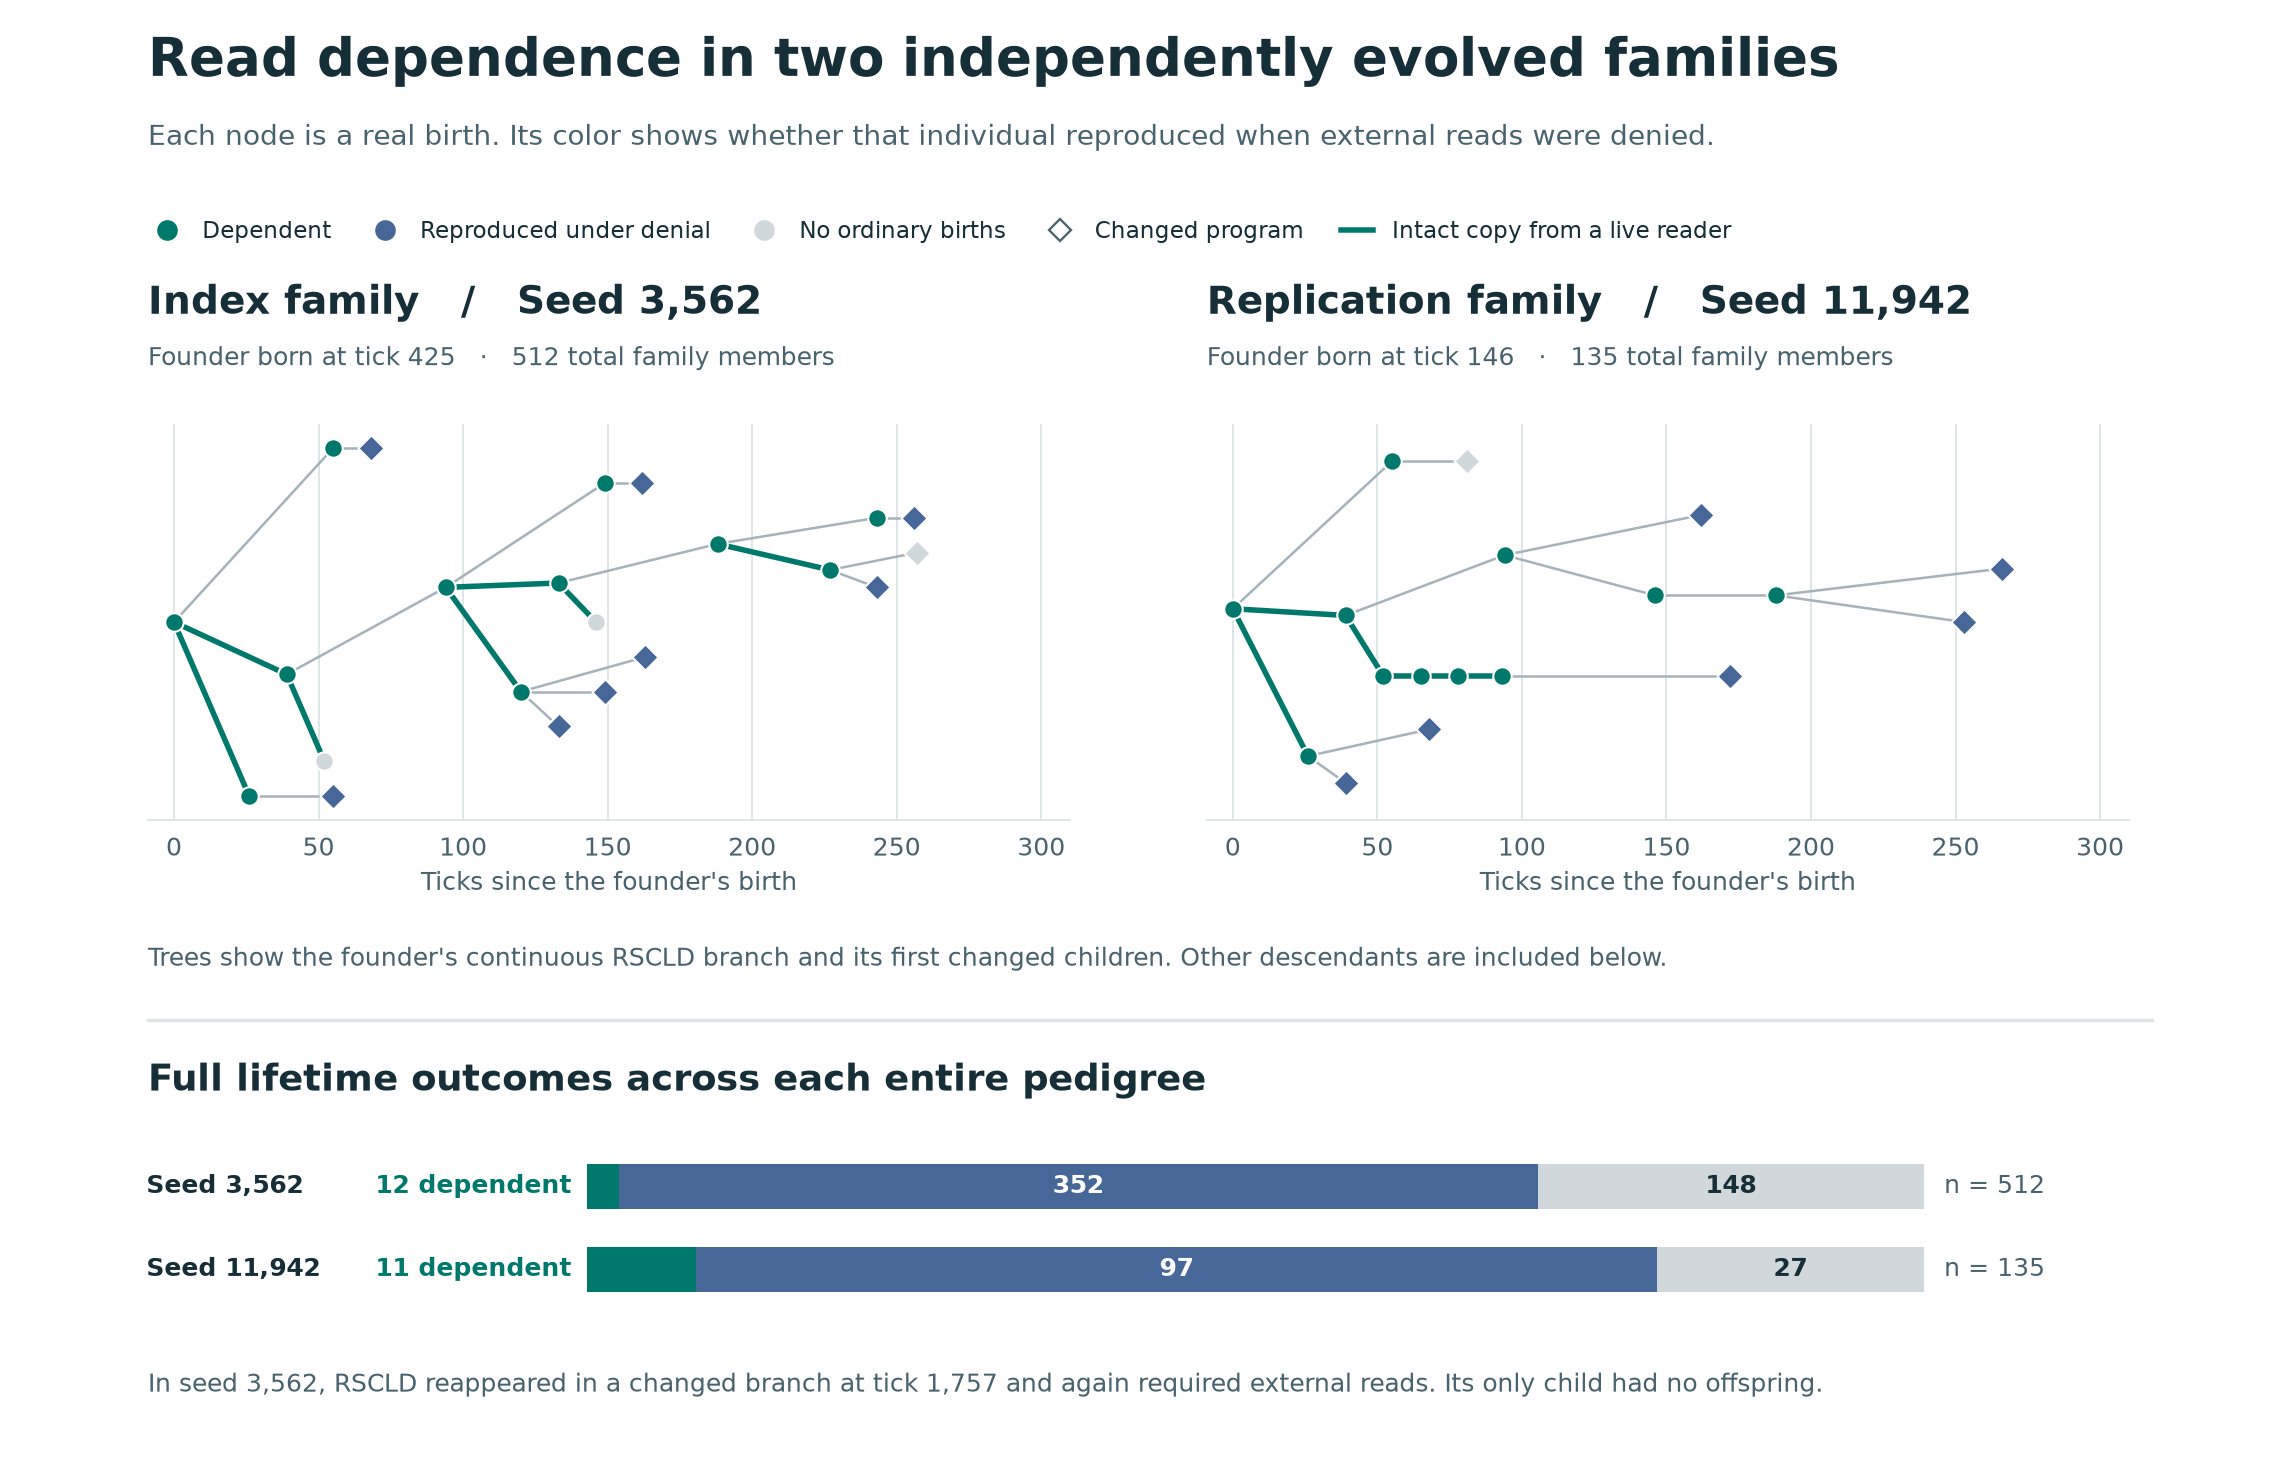 Read dependence in two independently evolved families
Each node is a real birth. Its color shows whether that individual reproduced when external reads were denied.
Dependent
Reproduced under denial
No ordinary births
Changed program
Intact copy from a live reader
Index family / Seed 3,562
Founder born at tick 425 · 512 total family members
0 50 100 150 200 250 300
Ticks since the founder's birth
Replication family / Seed 11,942
Founder born at tick 146 · 135 total family members
0 50 100 150 200 250 300
Ticks since the founder's birth
Trees show the founder's continuous RSCLD branch and its first changed children. Other descendants are included below.
Full lifetime outcomes across each entire pedigree
Seed 3,562 12 dependent 352 148 n = 512
Seed 11,942 11 dependent 97 27 n = 135
In seed 3,562, RSCLD reappeared in a changed branch at tick 1,757 and again required external reads. Its only child had no offspring.